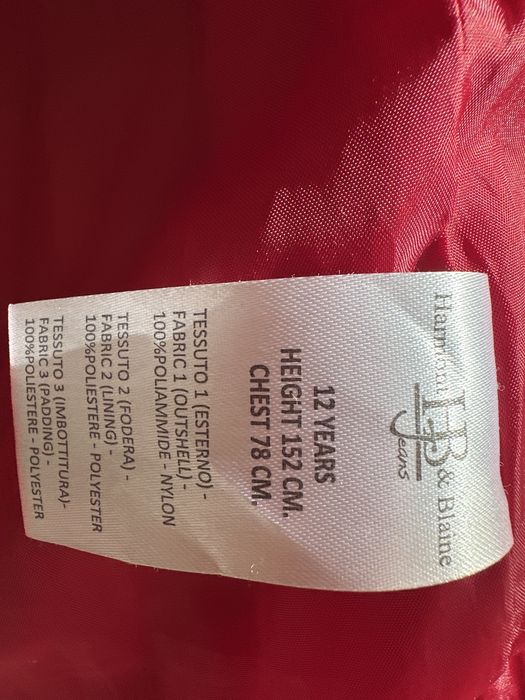 HB
Jeans
Harmont & Blaine
12 YEARS
HEIGHT 152 CM.
CHEST 78 CM.
TESSUTO 1 (ESTERNO) -
FABRIC 1 (OUTSHELL) -
100%POLIAMMIDE - NYLON
TESSUTO 2 (FODERA) -
FABRIC 2 (LINING) -
100%POLIESTERE - POLYESTER
TESSUTO 3 (IMBOTTITURA)-
FABRIC 3 (PADDING) -
100%POLIESTERE - POLYESTER